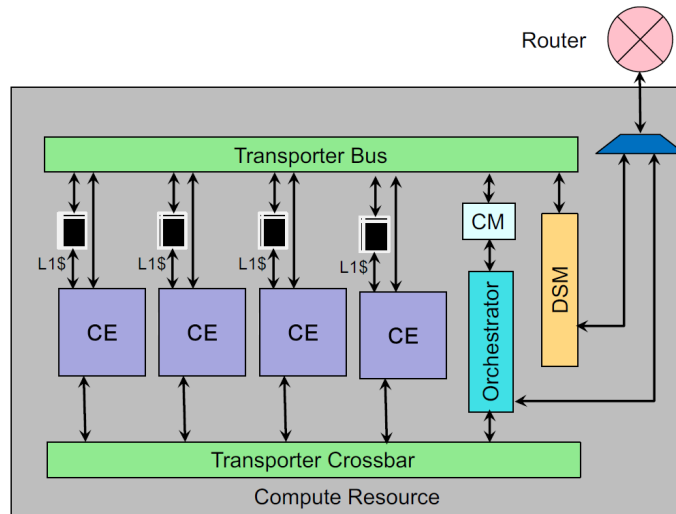 Router
Transporter Bus
L1$
L1$
L1$
L1$
CM
CE
CE
CE
CE
Orchestrator
DSM
Transporter Crossbar
Compute Resource